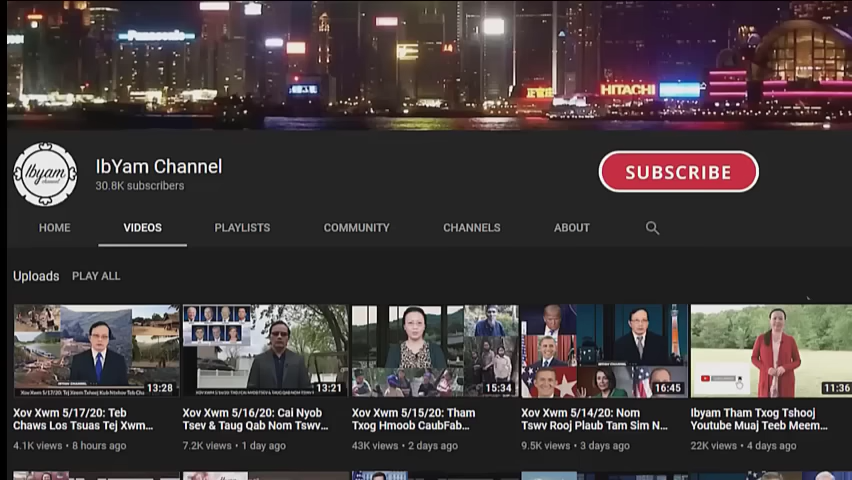 Panasonic
HITACHI
Ibyam
channel
IbYam Channel
30.8K subscribers
SUBSCRIBE
HOME
VIDEOS
PLAYLISTS
COMMUNITY
CHANNELS
ABOUT
Uploads
PLAY ALL
13:28
13:21
15:34
16:45
11:36
Xov Xwm 5/17/20: Teb
Chaws Los Tsuas Tej Xwm...
4.1K views • 8 hours ago
Xov Xwm 5/16/20: Cai Nyob
Tsev & Taug Qab Nom Tswv...
7.2K views • 1 day ago
Xov Xwm 5/15/20: Tham
Txog Hmoob CaubFab...
43K views • 2 days ago
Xov Xwm 5/14/20: Nom
Tswv Rooj Plaub Tam Sim N...
9.5K views • 3 days ago
Ibyam Tham Txog Tshooj
Youtube Muaj Teeb Meem...
22K views • 4 days ago